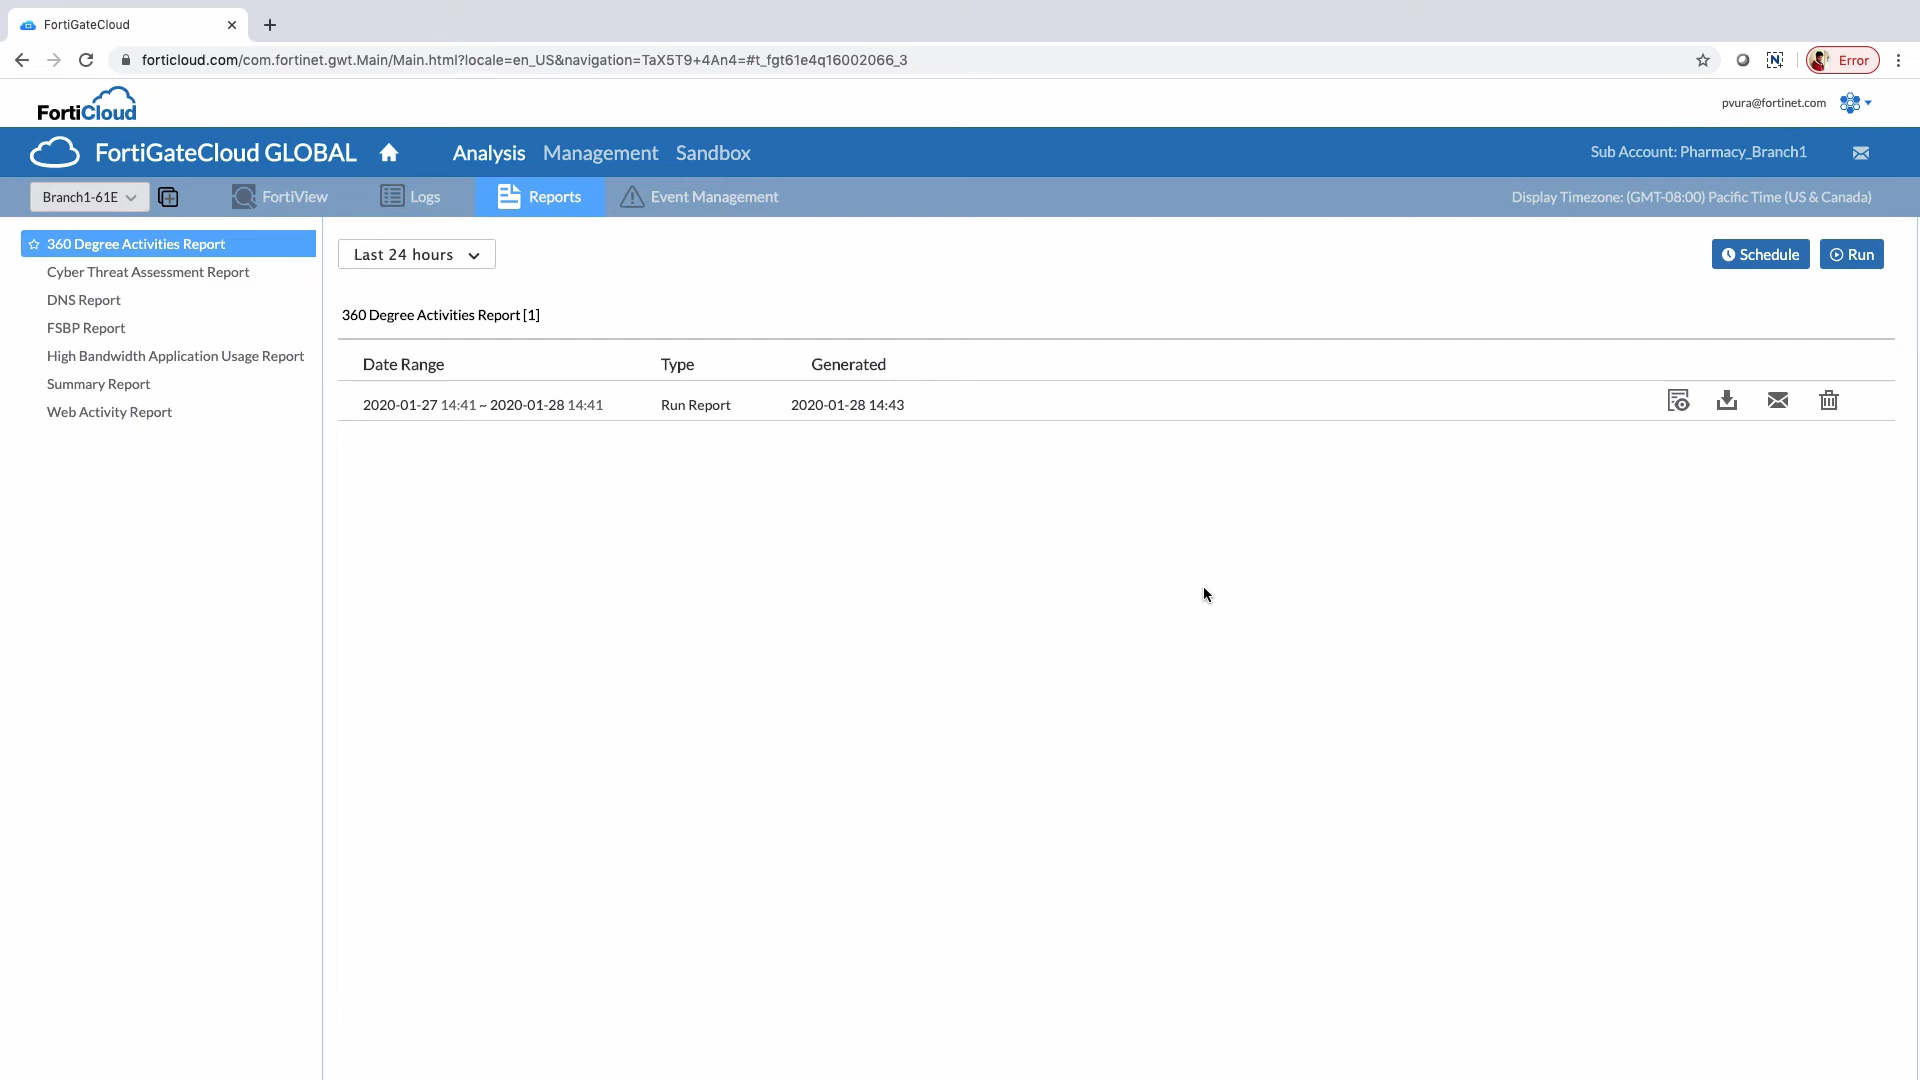 FortiGateCloud
forticloud.com/com.fortinet.gwt.Main/Main.html?locale=en_US&navigation=TaX5T9+4An4=#t_fgt61e4q16002066_3
N
Error
FortiCloud
pvura@fortinet.com
FortiGateCloud GLOBAL
Analysis
Management
Sandbox
Sub Account: Pharmacy_Branch1
Branch1-61E
FortiView
Logs
Reports
Event Management
Display Timezone: (GMT-08:00) Pacific Time (US & Canada)
360 Degree Activities Report
Cyber Threat Assessment Report
DNS Report
FSBP Report
High Bandwidth Application Usage Report
Summary Report
Web Activity Report
Last 24 hours
Schedule
Run
360 Degree Activities Report [1]
Date Range
Type
Generated
2020-01-27 14:41 ~ 2020-01-28 14:41
Run Report
2020-01-28 14:43